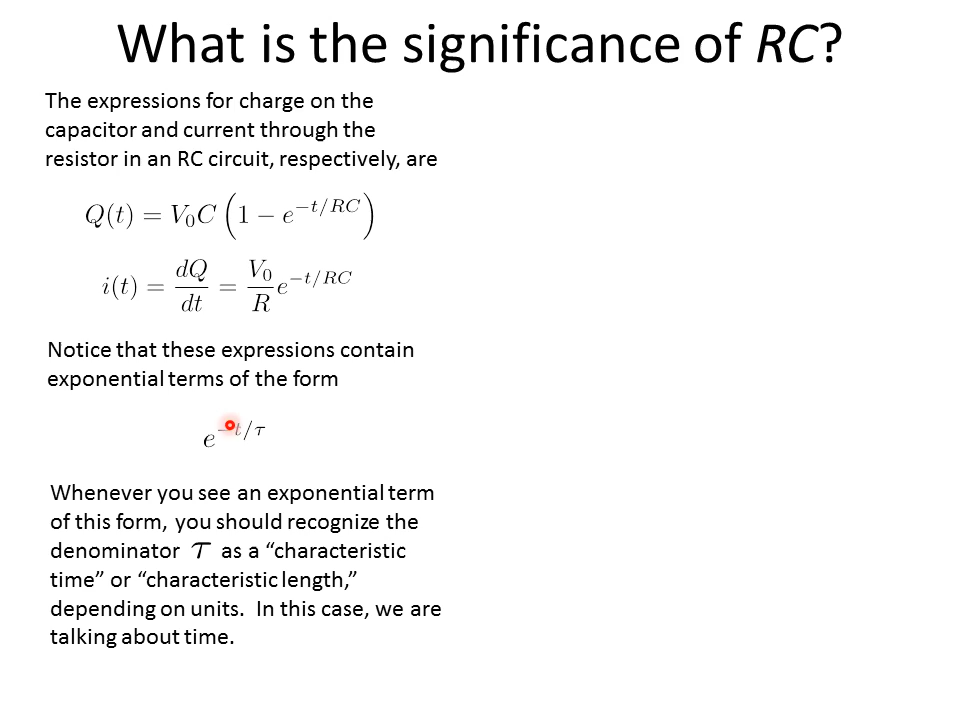 What is the significance of RC?
The expressions for charge on the
capacitor and current through the
resistor in an RC circuit, respectively, are
Q(t) = V₀C (1 − e^{−t/RC})
i(t) = dQ/dt = V₀/R e^{−t/RC}
Notice that these expressions contain
exponential terms of the form
e^{−t/τ}
Whenever you see an exponential term
of this form, you should recognize the
denominator τ as a “characteristic
time” or “characteristic length,”
depending on units. In this case, we are
talking about time.